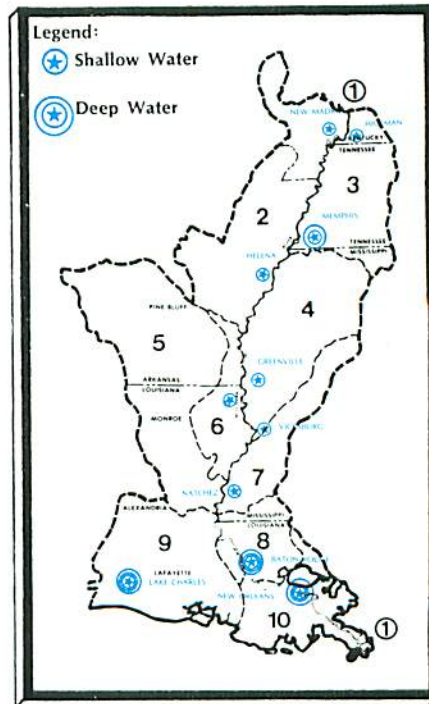 Legend:
Shallow Water
Deep Water
1
NEW MADRID
HICKMAN
KENTUCKY
TENNESSEE
3
2
MEMPHIS
TENNESSEE
MISSISSIPPI
HELENA
4
PINE BLUFF
5
GREENVILLE
ARKANSAS
LOUISIANA
MONROE
6
VICKSBURG
7
NATCHEZ
ALEXANDRIA
MISSISSIPPI
LOUISIANA
9
8
BATON ROUGE
LAFAYETTE
LAKE CHARLES
NEW ORLEANS
10
1